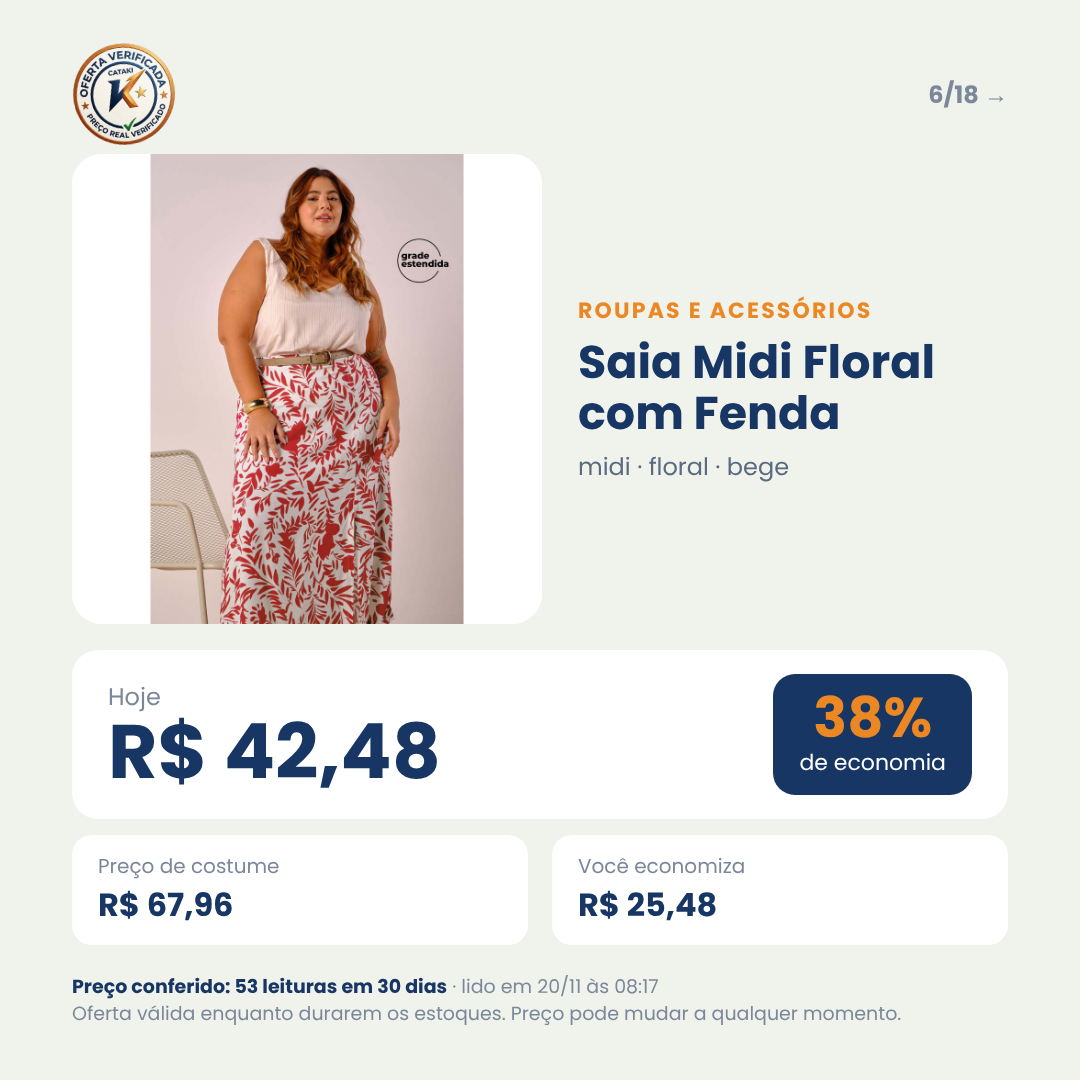 OFERTA VERIFICADA
CATAKI
K
PREÇO REAL VERIFICADO
6/18 →
grade
estendida
ROUPAS E ACESSÓRIOS
Saia Midi Floral
com Fenda
midi · floral · bege
Hoje
R$ 42,48
38%
de economia
Preço de costume
R$ 67,96
Você economiza
R$ 25,48
Preço conferido: 53 leituras em 30 dias · lido em 20/11 às 08:17
Oferta válida enquanto durarem os estoques. Preço pode mudar a qualquer momento.